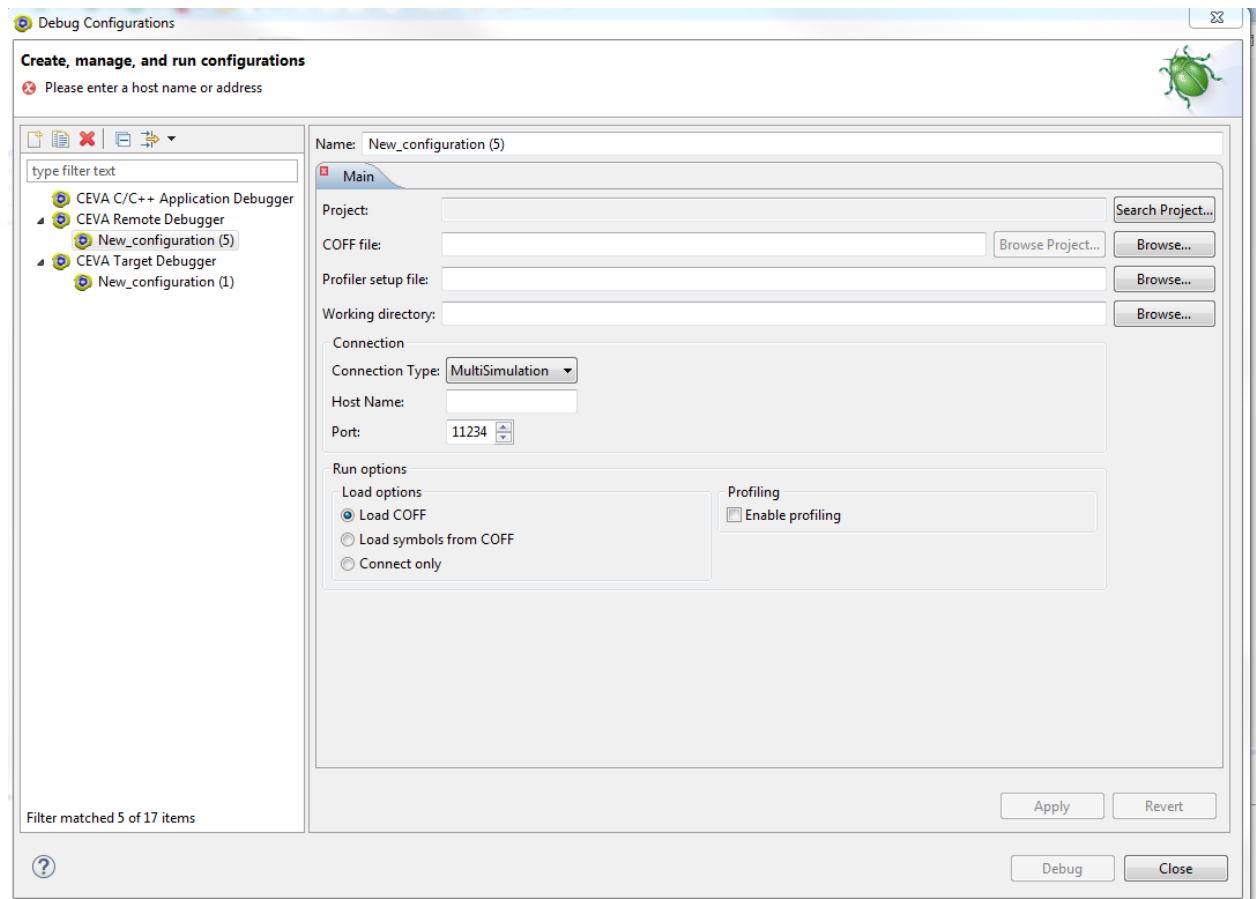 Debug Configurations
Create, manage, and run configurations
Please enter a host name or address
type filter text
CEVA C/C++ Application Debugger
CEVA Remote Debugger
New_configuration (5)
CEVA Target Debugger
New_configuration (1)
Filter matched 5 of 17 items
Name: New_configuration (5)
Main
Project: Search Project...
COFF file: Browse Project... Browse...
Profiler setup file: Browse...
Working directory: Browse...
Connection
Connection Type: MultiSimulation
Host Name:
Port: 11234
Run options
Load options
Load COFF
Load symbols from COFF
Connect only
Profiling
Enable profiling
Apply Revert
Debug Close